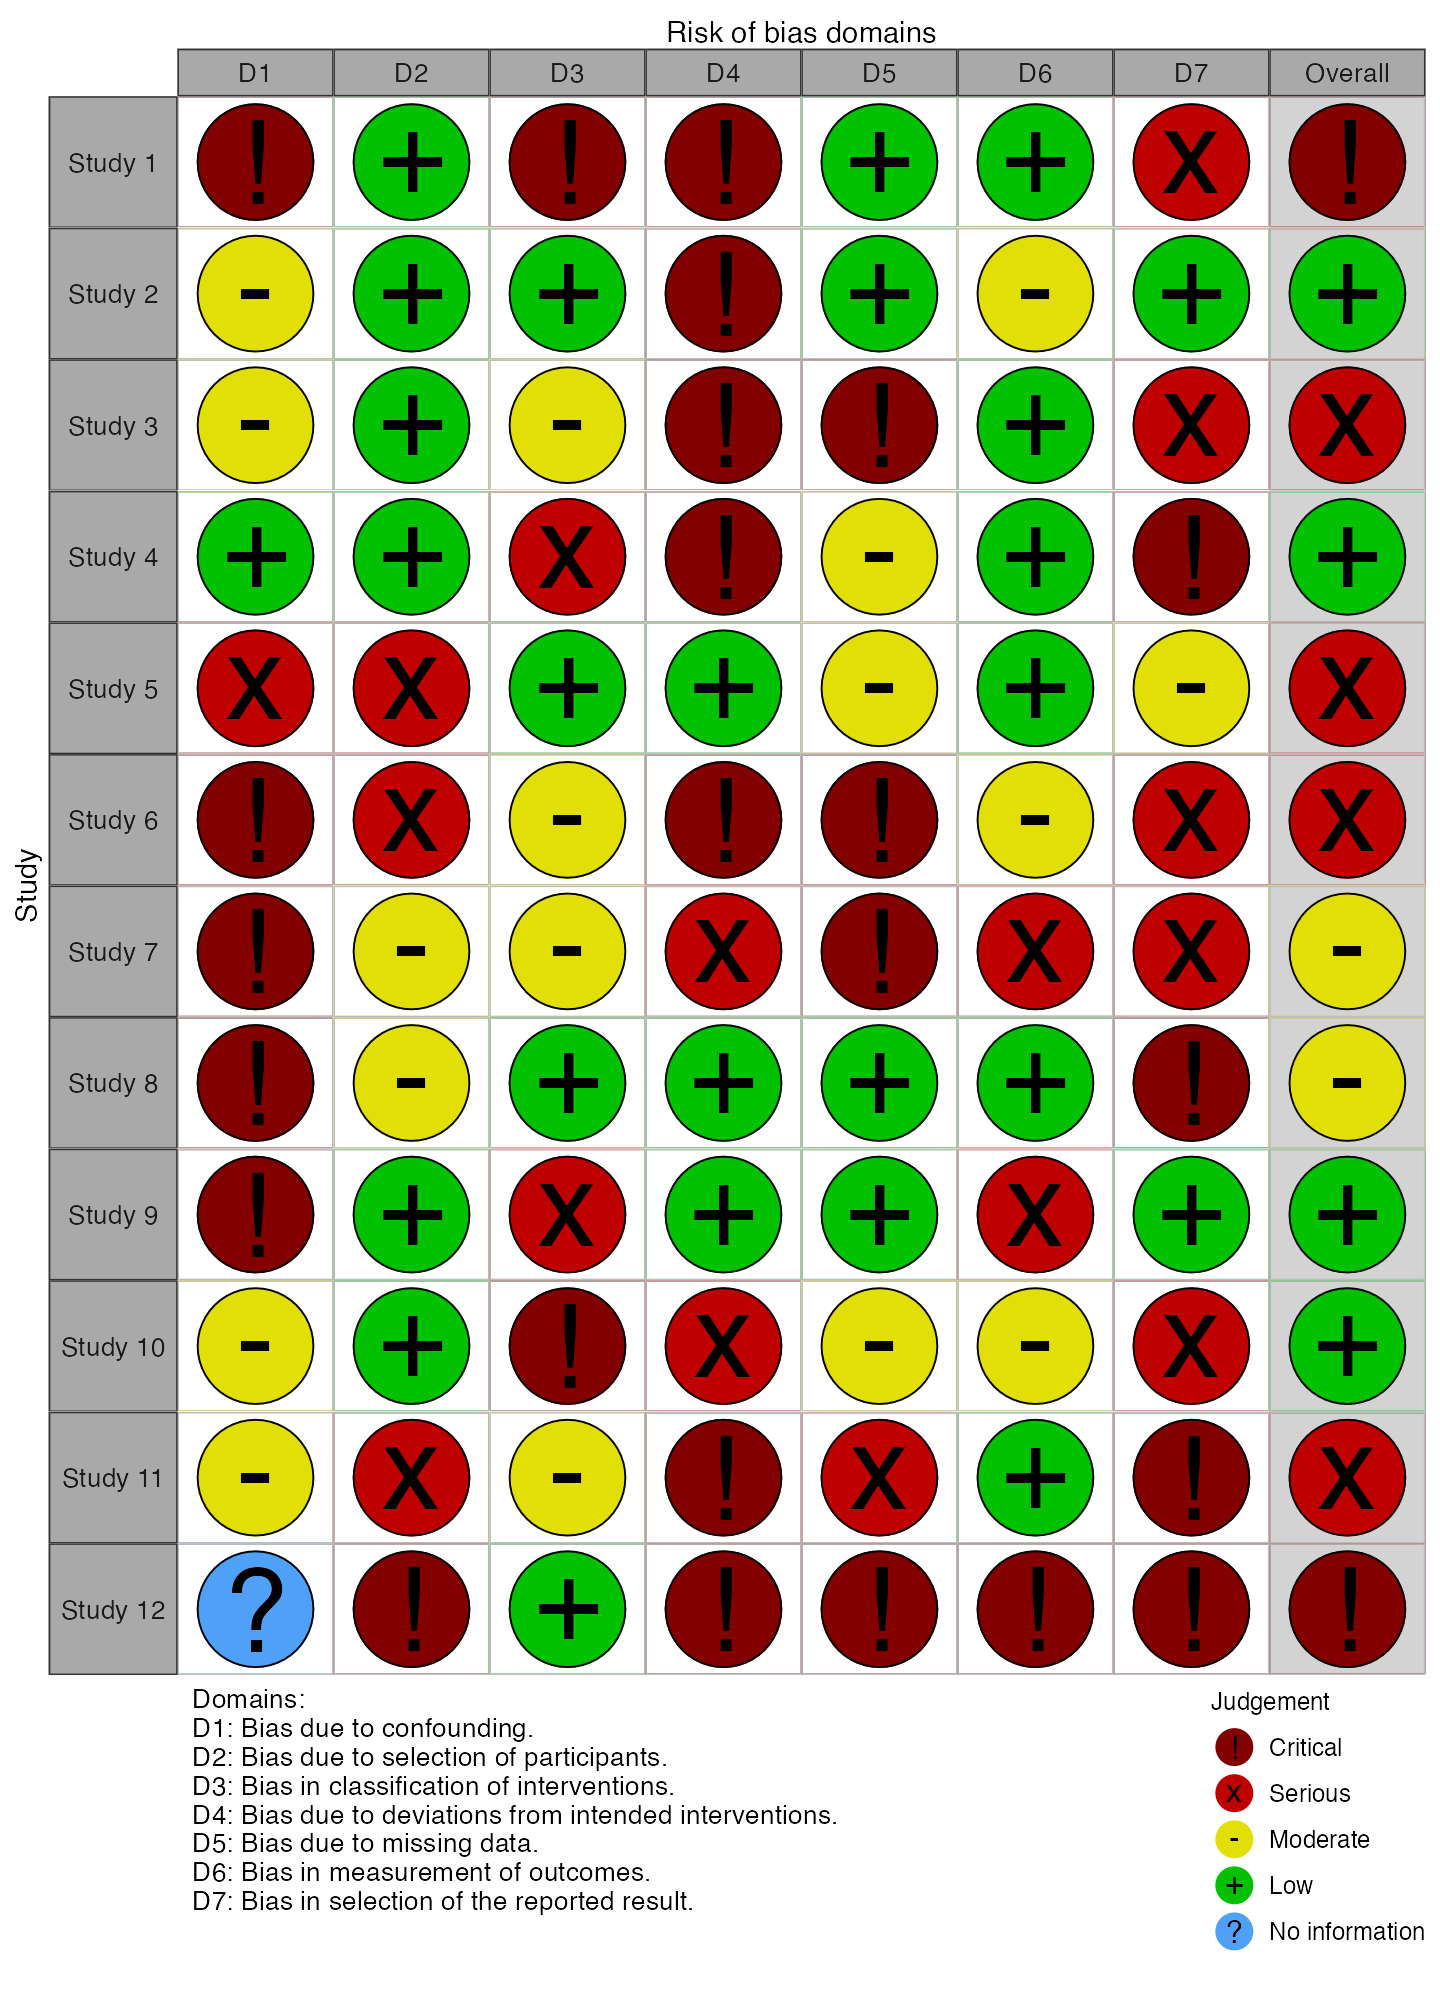 Risk of bias domains
D1 D2 D3 D4 D5 D6 D7 Overall
Study 1 ! + ! ! + + X !
Study 2 - + + ! + - + +
Study 3 - + - ! ! + X X
Study 4 + + X ! - + ! +
Study 5 X X + + - + - X
Study 6 ! X - ! ! - X X
Study
Study 7 ! - - X ! X X -
Study 8 ! - + + + + ! -
Study 9 ! + X + + X + +
Study 10 - + ! X - - X +
Study 11 - X - ! X + ! X
Study 12 ? ! + ! ! ! ! !
Domains:
D1: Bias due to confounding.
D2: Bias due to selection of participants.
D3: Bias in classification of interventions.
D4: Bias due to deviations from intended interventions.
D5: Bias due to missing data.
D6: Bias in measurement of outcomes.
D7: Bias in selection of the reported result.
Judgement
! Critical
X Serious
- Moderate
+ Low
? No information